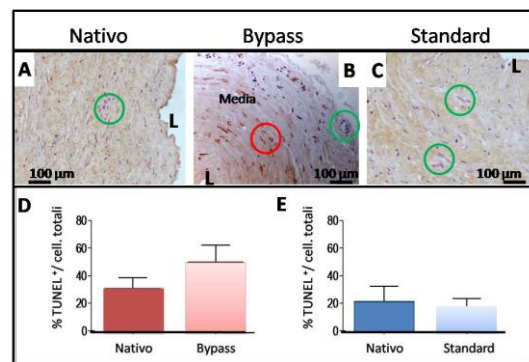 Nativo Bypass Standard
A B C L
Media
L
100 µm 100 µm 100 µm
L
D E
% TUNEL +/ cell. totali
80
60
40
20
0
Nativo Bypass
% TUNEL +/ cell. totali
80
60
40
20
0
Nativo Standard